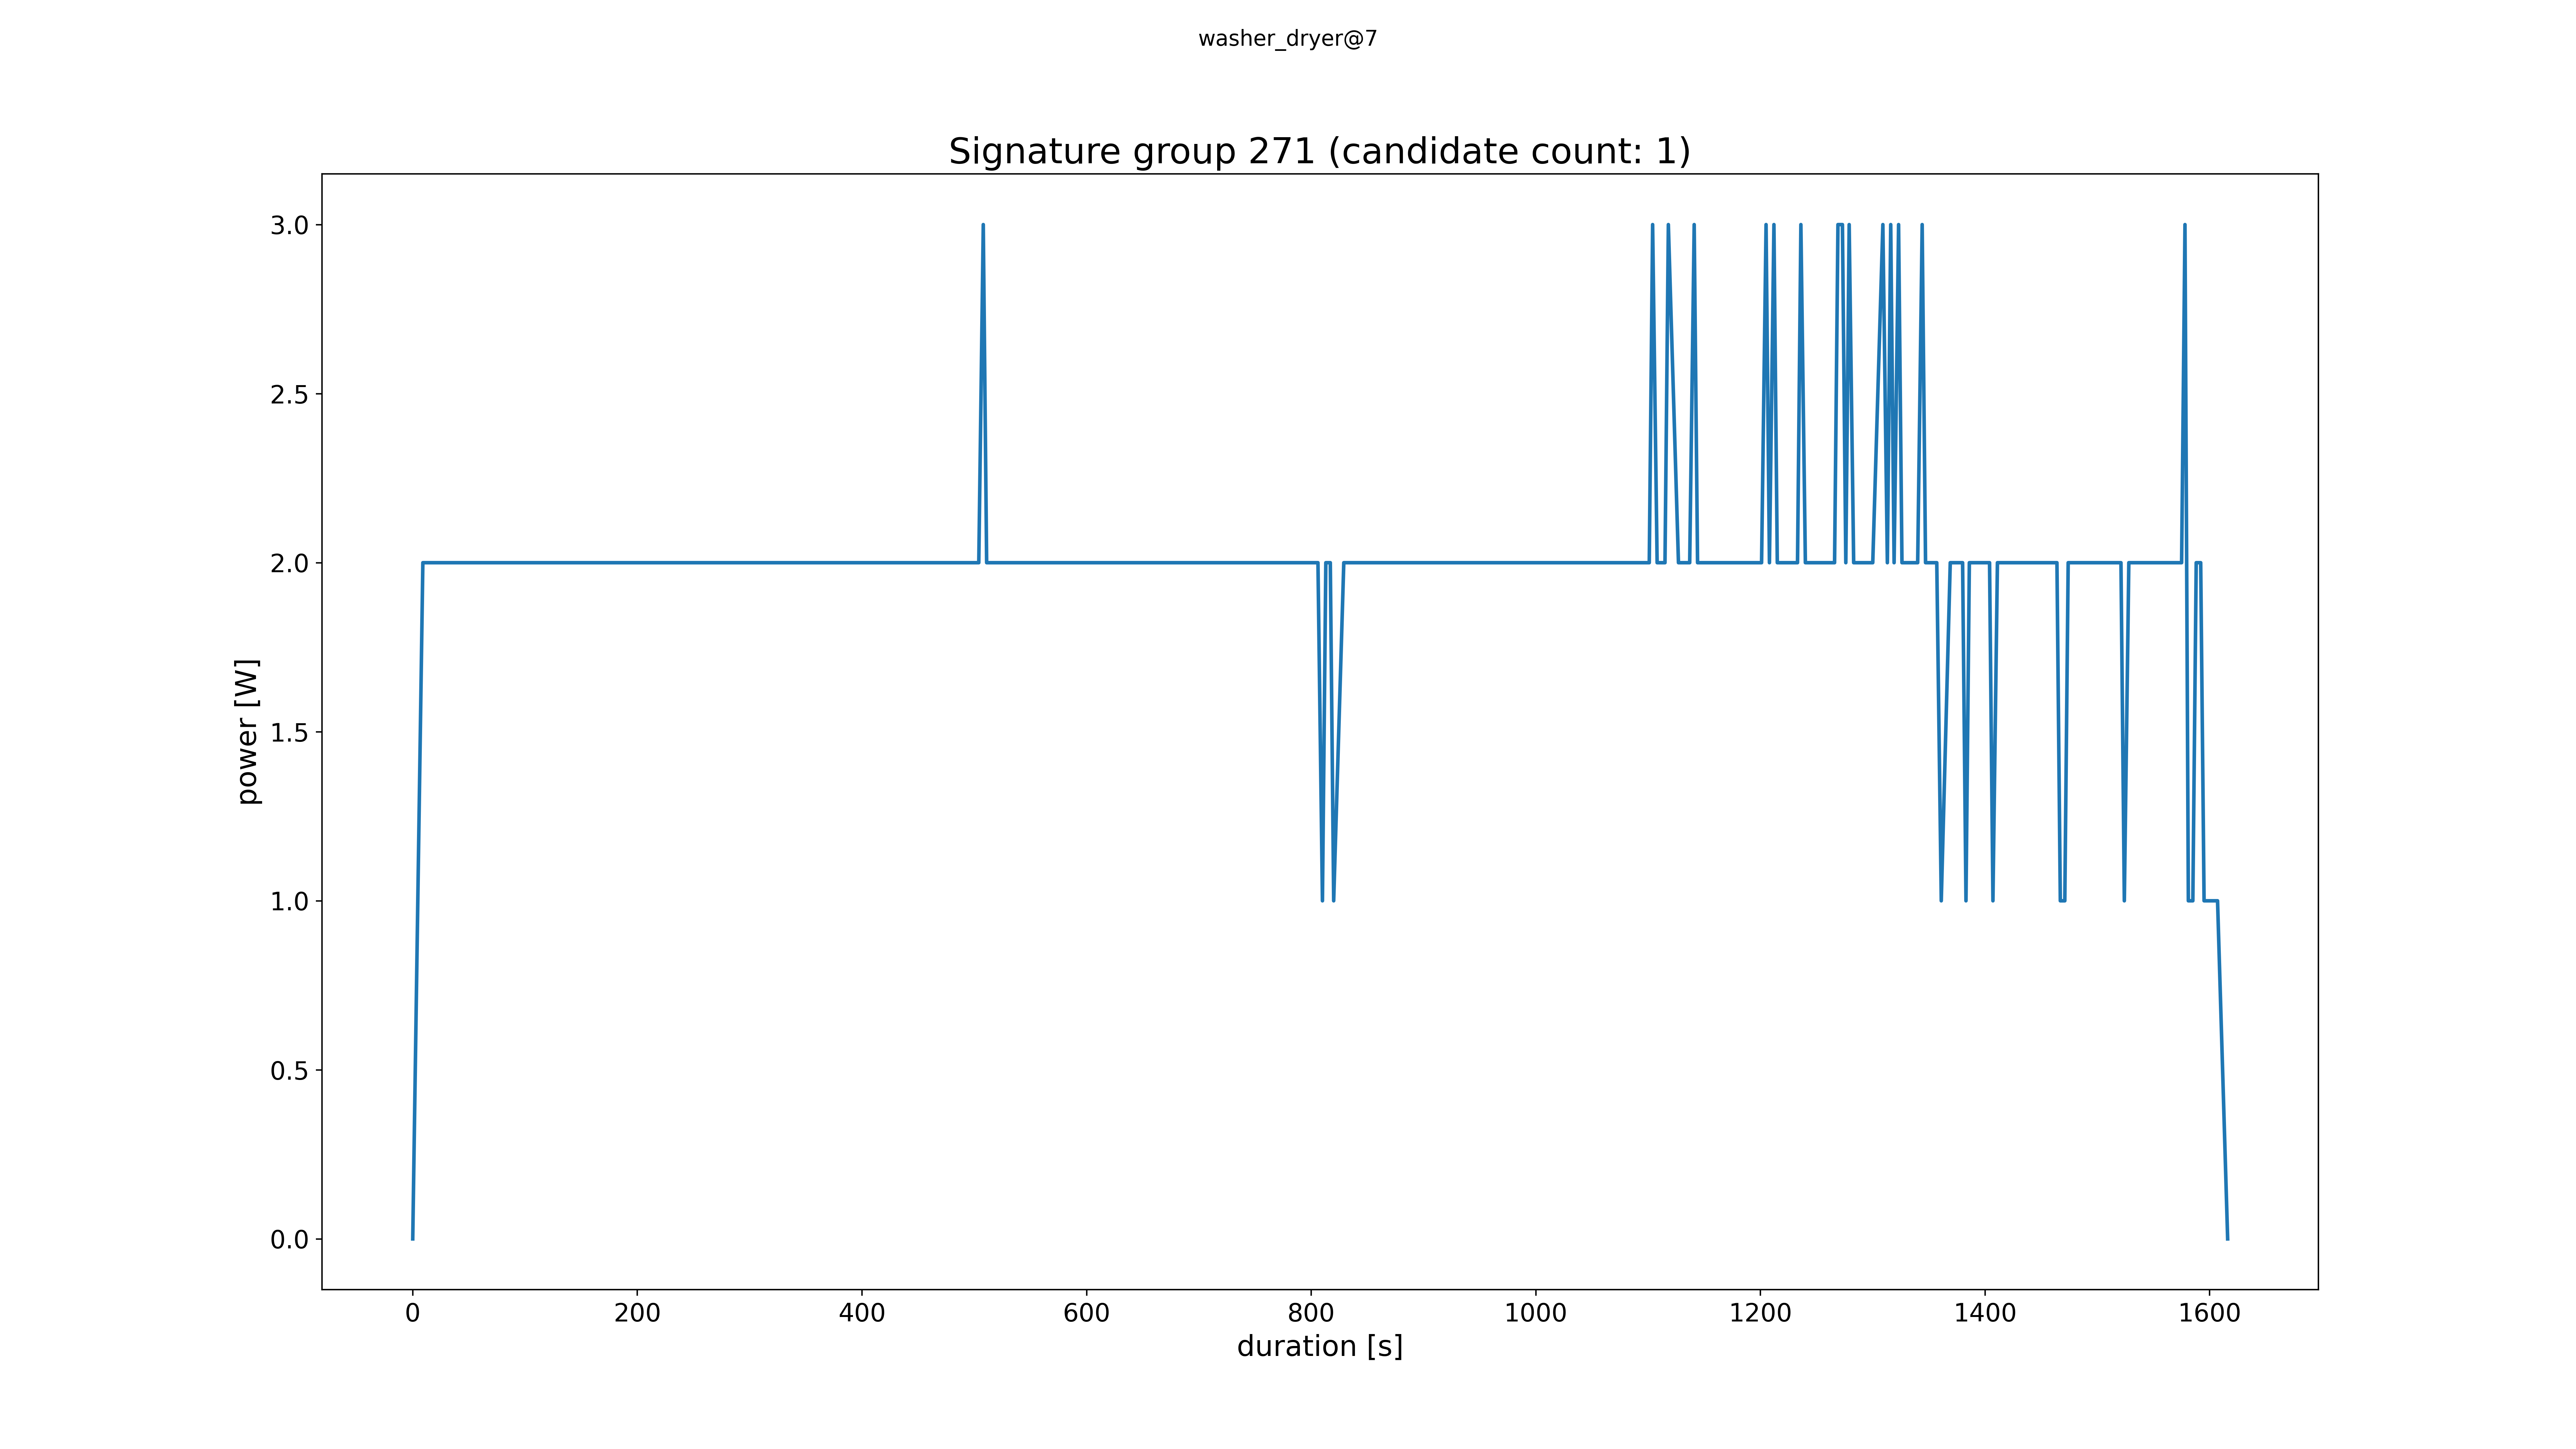 washer_dryer@7
Signature group 271 (candidate count: 1)
3.0
2.5
2.0
1.5
1.0
0.5
0.0
power [W]
0 200 400 600 800 1000 1200 1400 1600
duration [s]